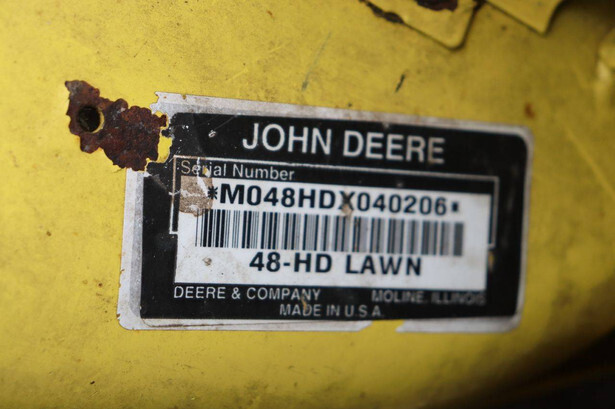 JOHN DEERE
Serial Number
*M048HDX040206*
48-HD LAWN
DEERE & COMPANY MOLINE, ILLINOIS
MADE IN U.S.A.